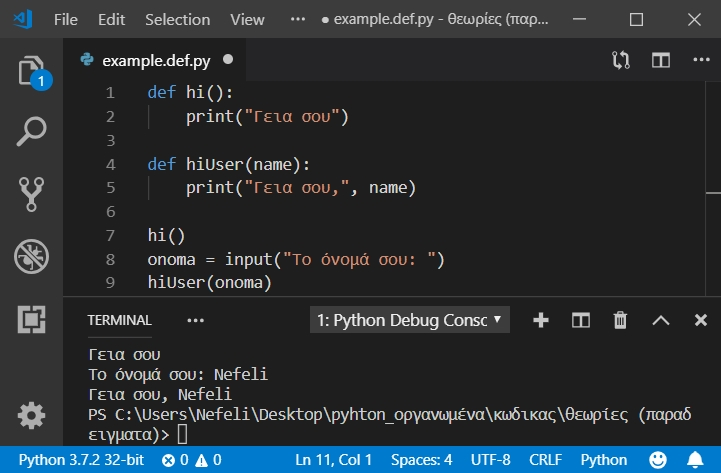 File Edit Selection View ··· ● example.def.py - θεωρίες (παρ...
1
example.def.py ●
1 def hi():
2 print("Γεια σου")
3
4 def hiUser(name):
5 print("Γεια σου,", name)
6
7 hi()
8 onoma = input("Το όνομά σου: ")
9 hiUser(onoma)
TERMINAL ··· 1: Python Debug Consc
Γεια σου
Το όνομά σου: Nefeli
Γεια σου, Nefeli
PS C:\Users\Nefeli\Desktop\pyhton_οργανωμένα\κωδικας\θεωρίες (παραδ
ειγματα)>
Python 3.7.2 32-bit 0 0 Ln 11, Col 1 Spaces: 4 UTF-8 CRLF Python